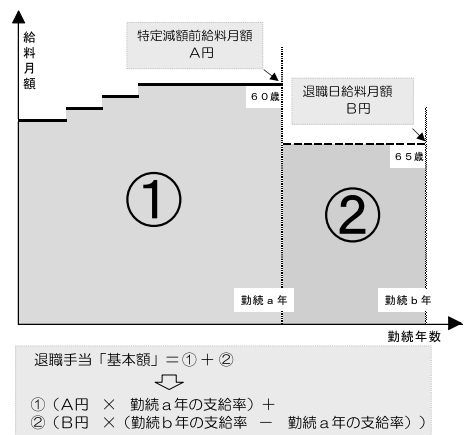 給料月額
特定減額前給料月額
A円
60歳
退職日給料月額
B円
65歳
①
②
勤続a年
勤続b年
勤続年数
退職手当「基本額」＝①＋②
①（A円 × 勤続a年の支給率）＋
②（B円 ×（勤続b年の支給率 － 勤続a年の支給率））